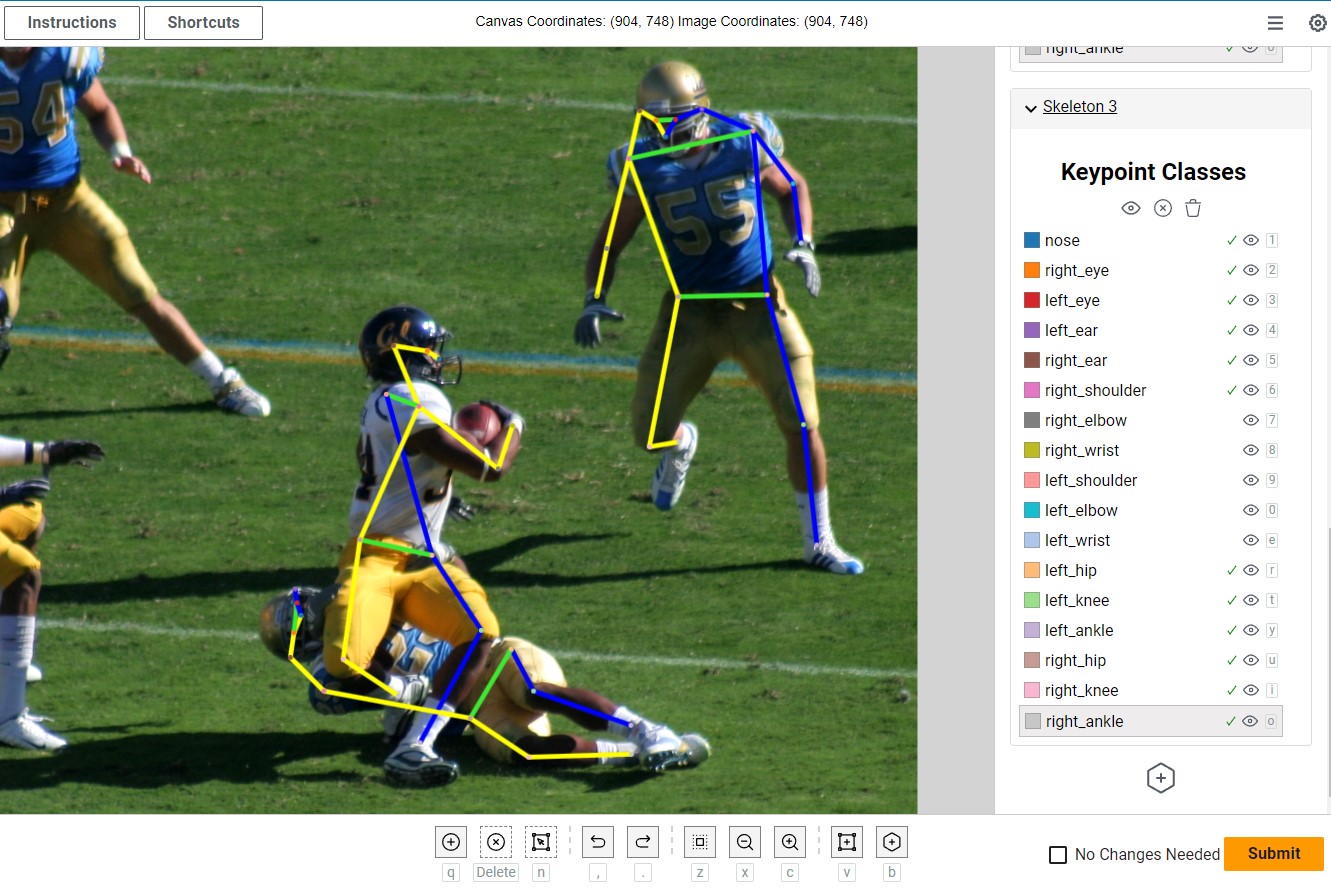 Instructions
Shortcuts
Canvas Coordinates: (904, 748) Image Coordinates: (904, 748)
right_ankle o
Skeleton 3
Keypoint Classes
nose 1
right_eye 2
left_eye 3
left_ear 4
right_ear 5
right_shoulder 6
right_elbow 7
right_wrist 8
left_shoulder 9
left_elbow 0
left_wrist e
left_hip r
left_knee t
left_ankle y
right_hip u
right_knee i
right_ankle o
54
55
C
q Delete n , . z x c v b
No Changes Needed
Submit